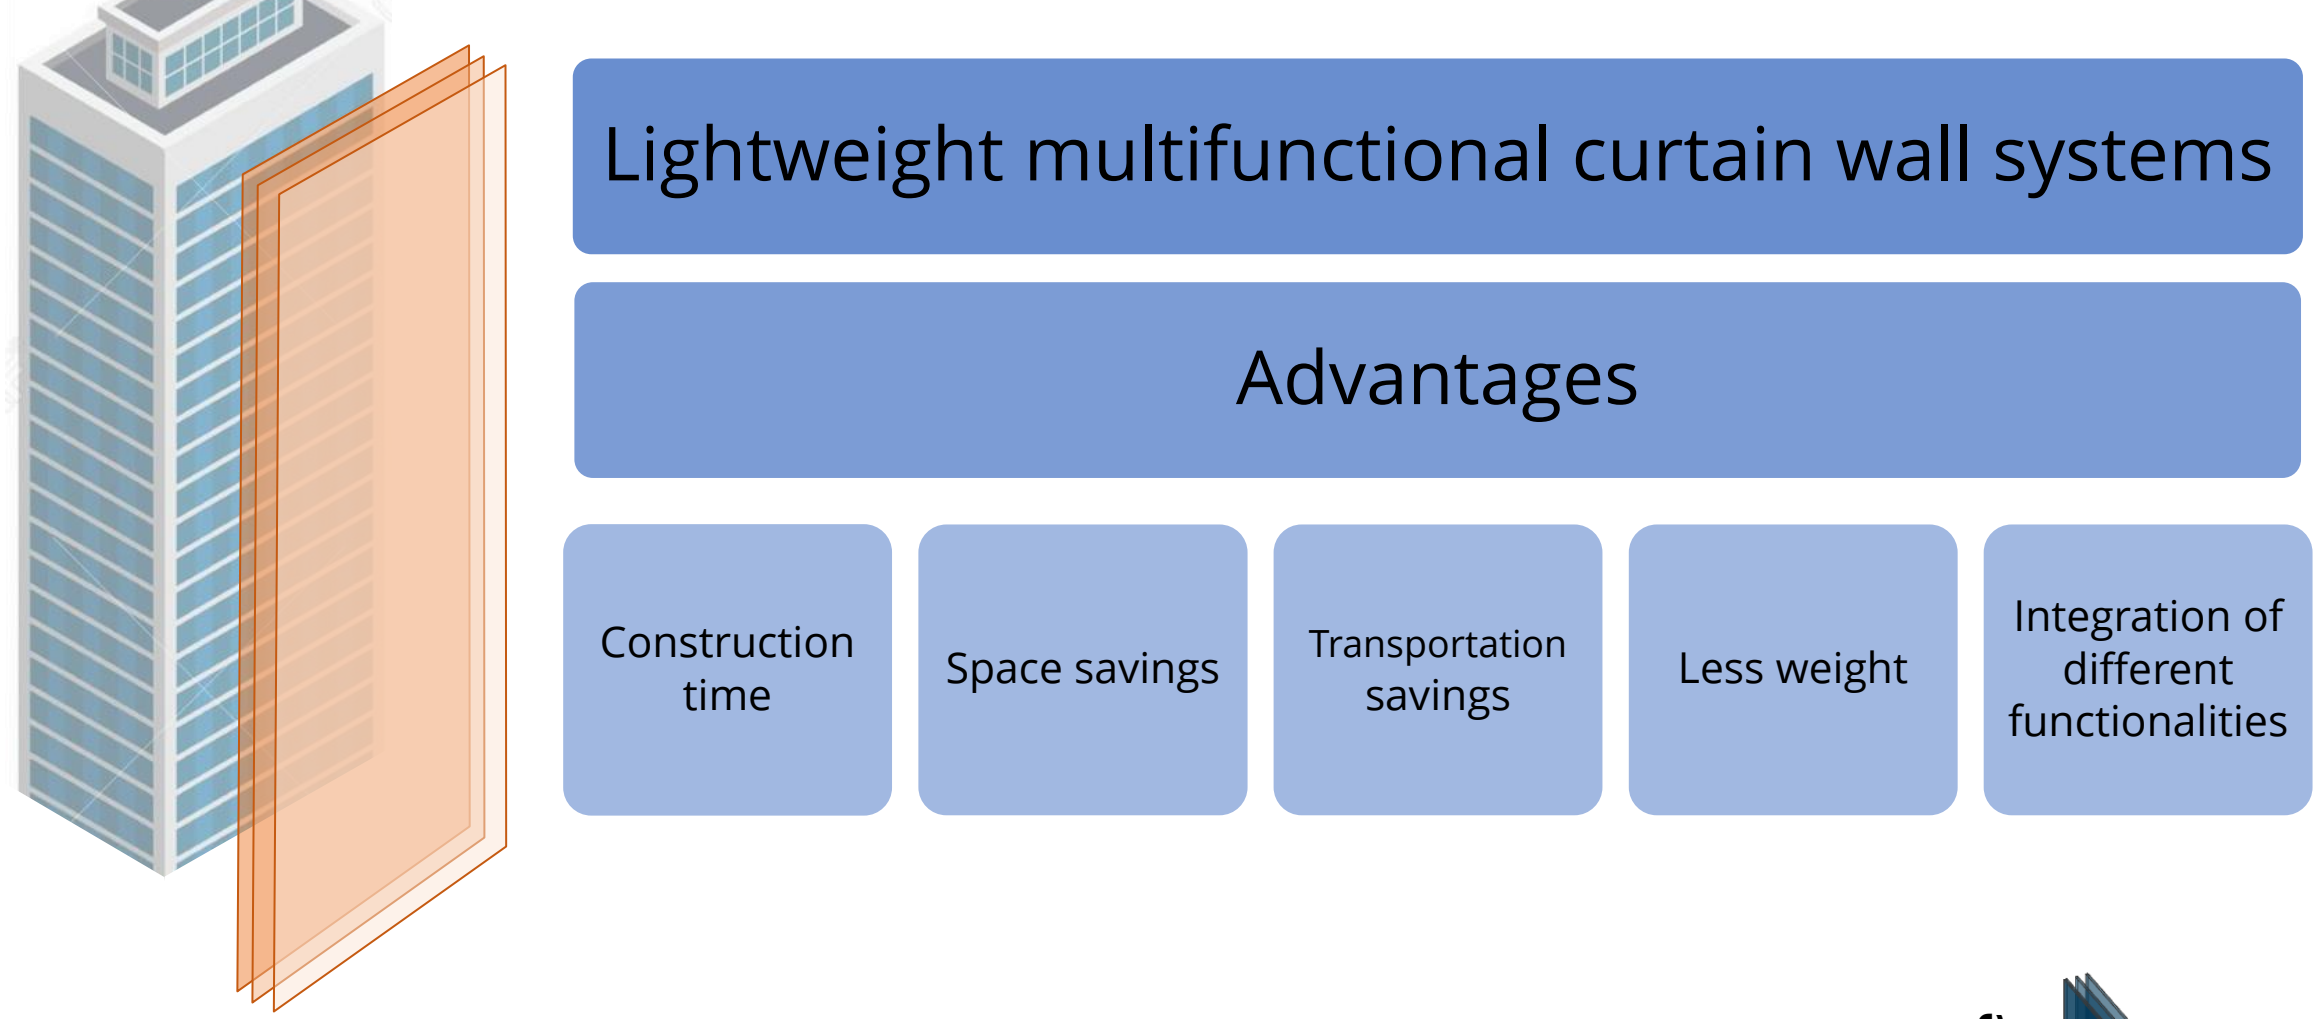 Lightweight multifunctional curtain wall systems
Advantages
Construction
time
Space savings
Transportation
savings
Less weight
Integration of
different
functionalities